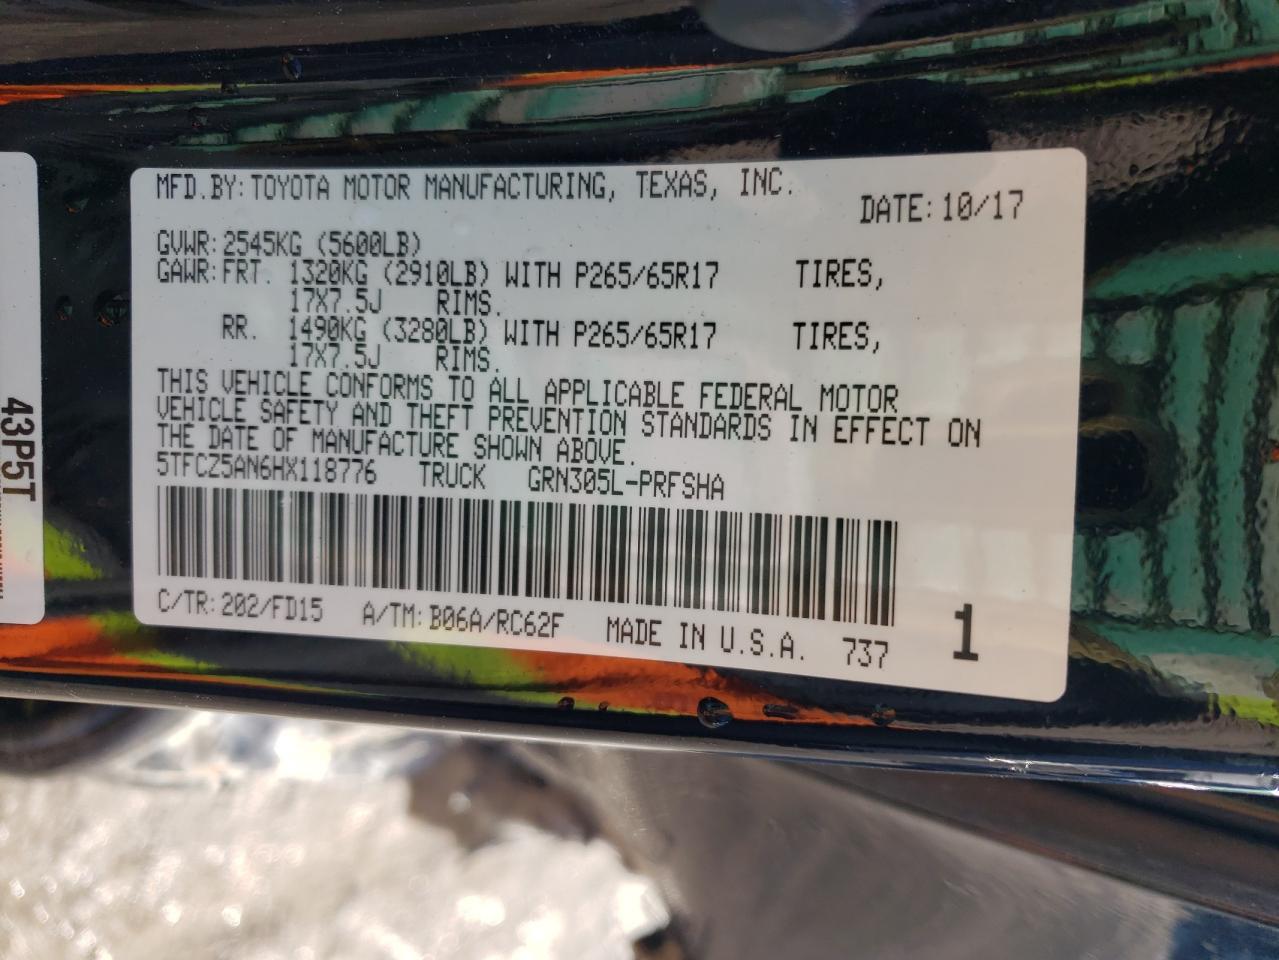 MFD.BY: TOYOTA MOTOR MANUFACTURING, TEXAS, INC.
DATE: 10/17
GVWR: 2545KG (5600LB)
GAWR: FRT. 1320KG (2910LB) WITH P265/65R17 TIRES,
17X7.5J RIMS.
RR. 1490KG (3280LB) WITH P265/65R17 TIRES,
17X7.5J RIMS.
THIS VEHICLE CONFORMS TO ALL APPLICABLE FEDERAL MOTOR
VEHICLE SAFETY AND THEFT PREVENTION STANDARDS IN EFFECT ON
THE DATE OF MANUFACTURE SHOWN ABOVE.
5TFCZ5AN6HX118776 TRUCK GRN305L-PRFSHA
C/TR: 202/FD15 A/TM: B06A/RC62F MADE IN U.S.A. 737
1
43P5T